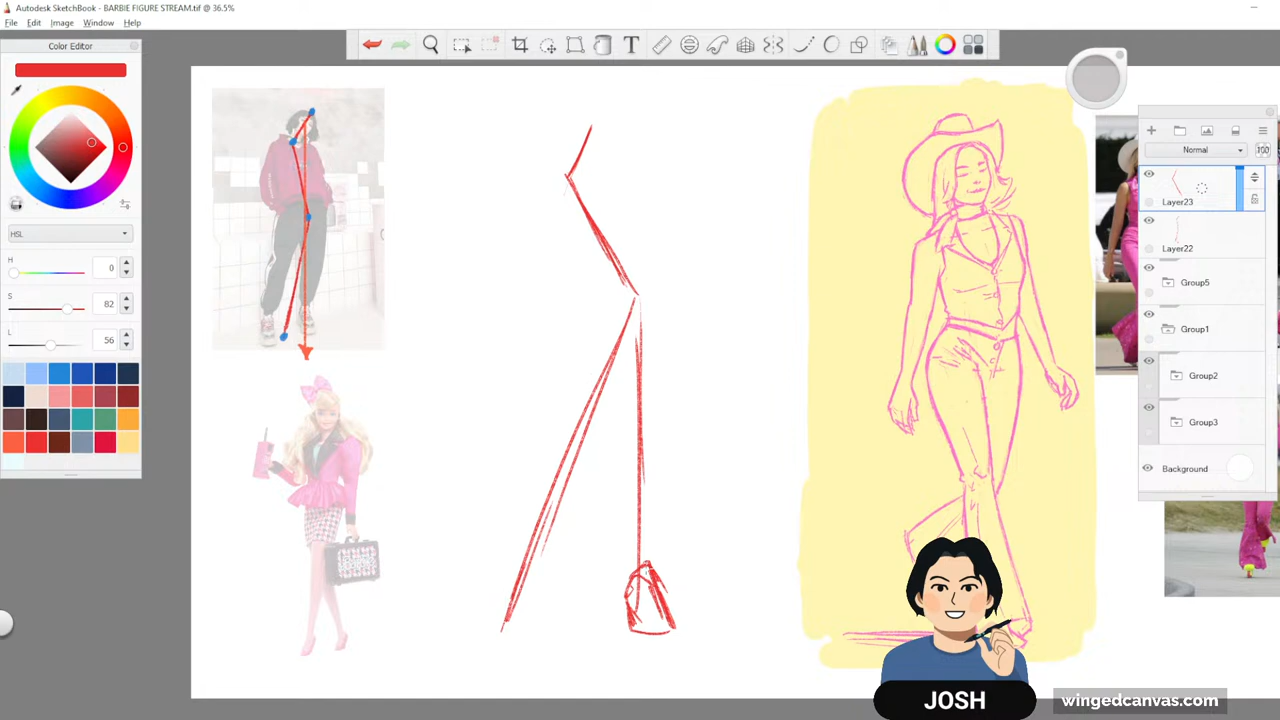 Autodesk SketchBook - BARBIE FIGURE STREAM.tif @ 36.5%
File Edit Image Window Help
Color Editor
T
HSL
H 0
S 82
L 56
Normal
100
Layer23
Layer22
Group5
Group1
Group2
Group3
Background
JOSH
wingedcanvas.com